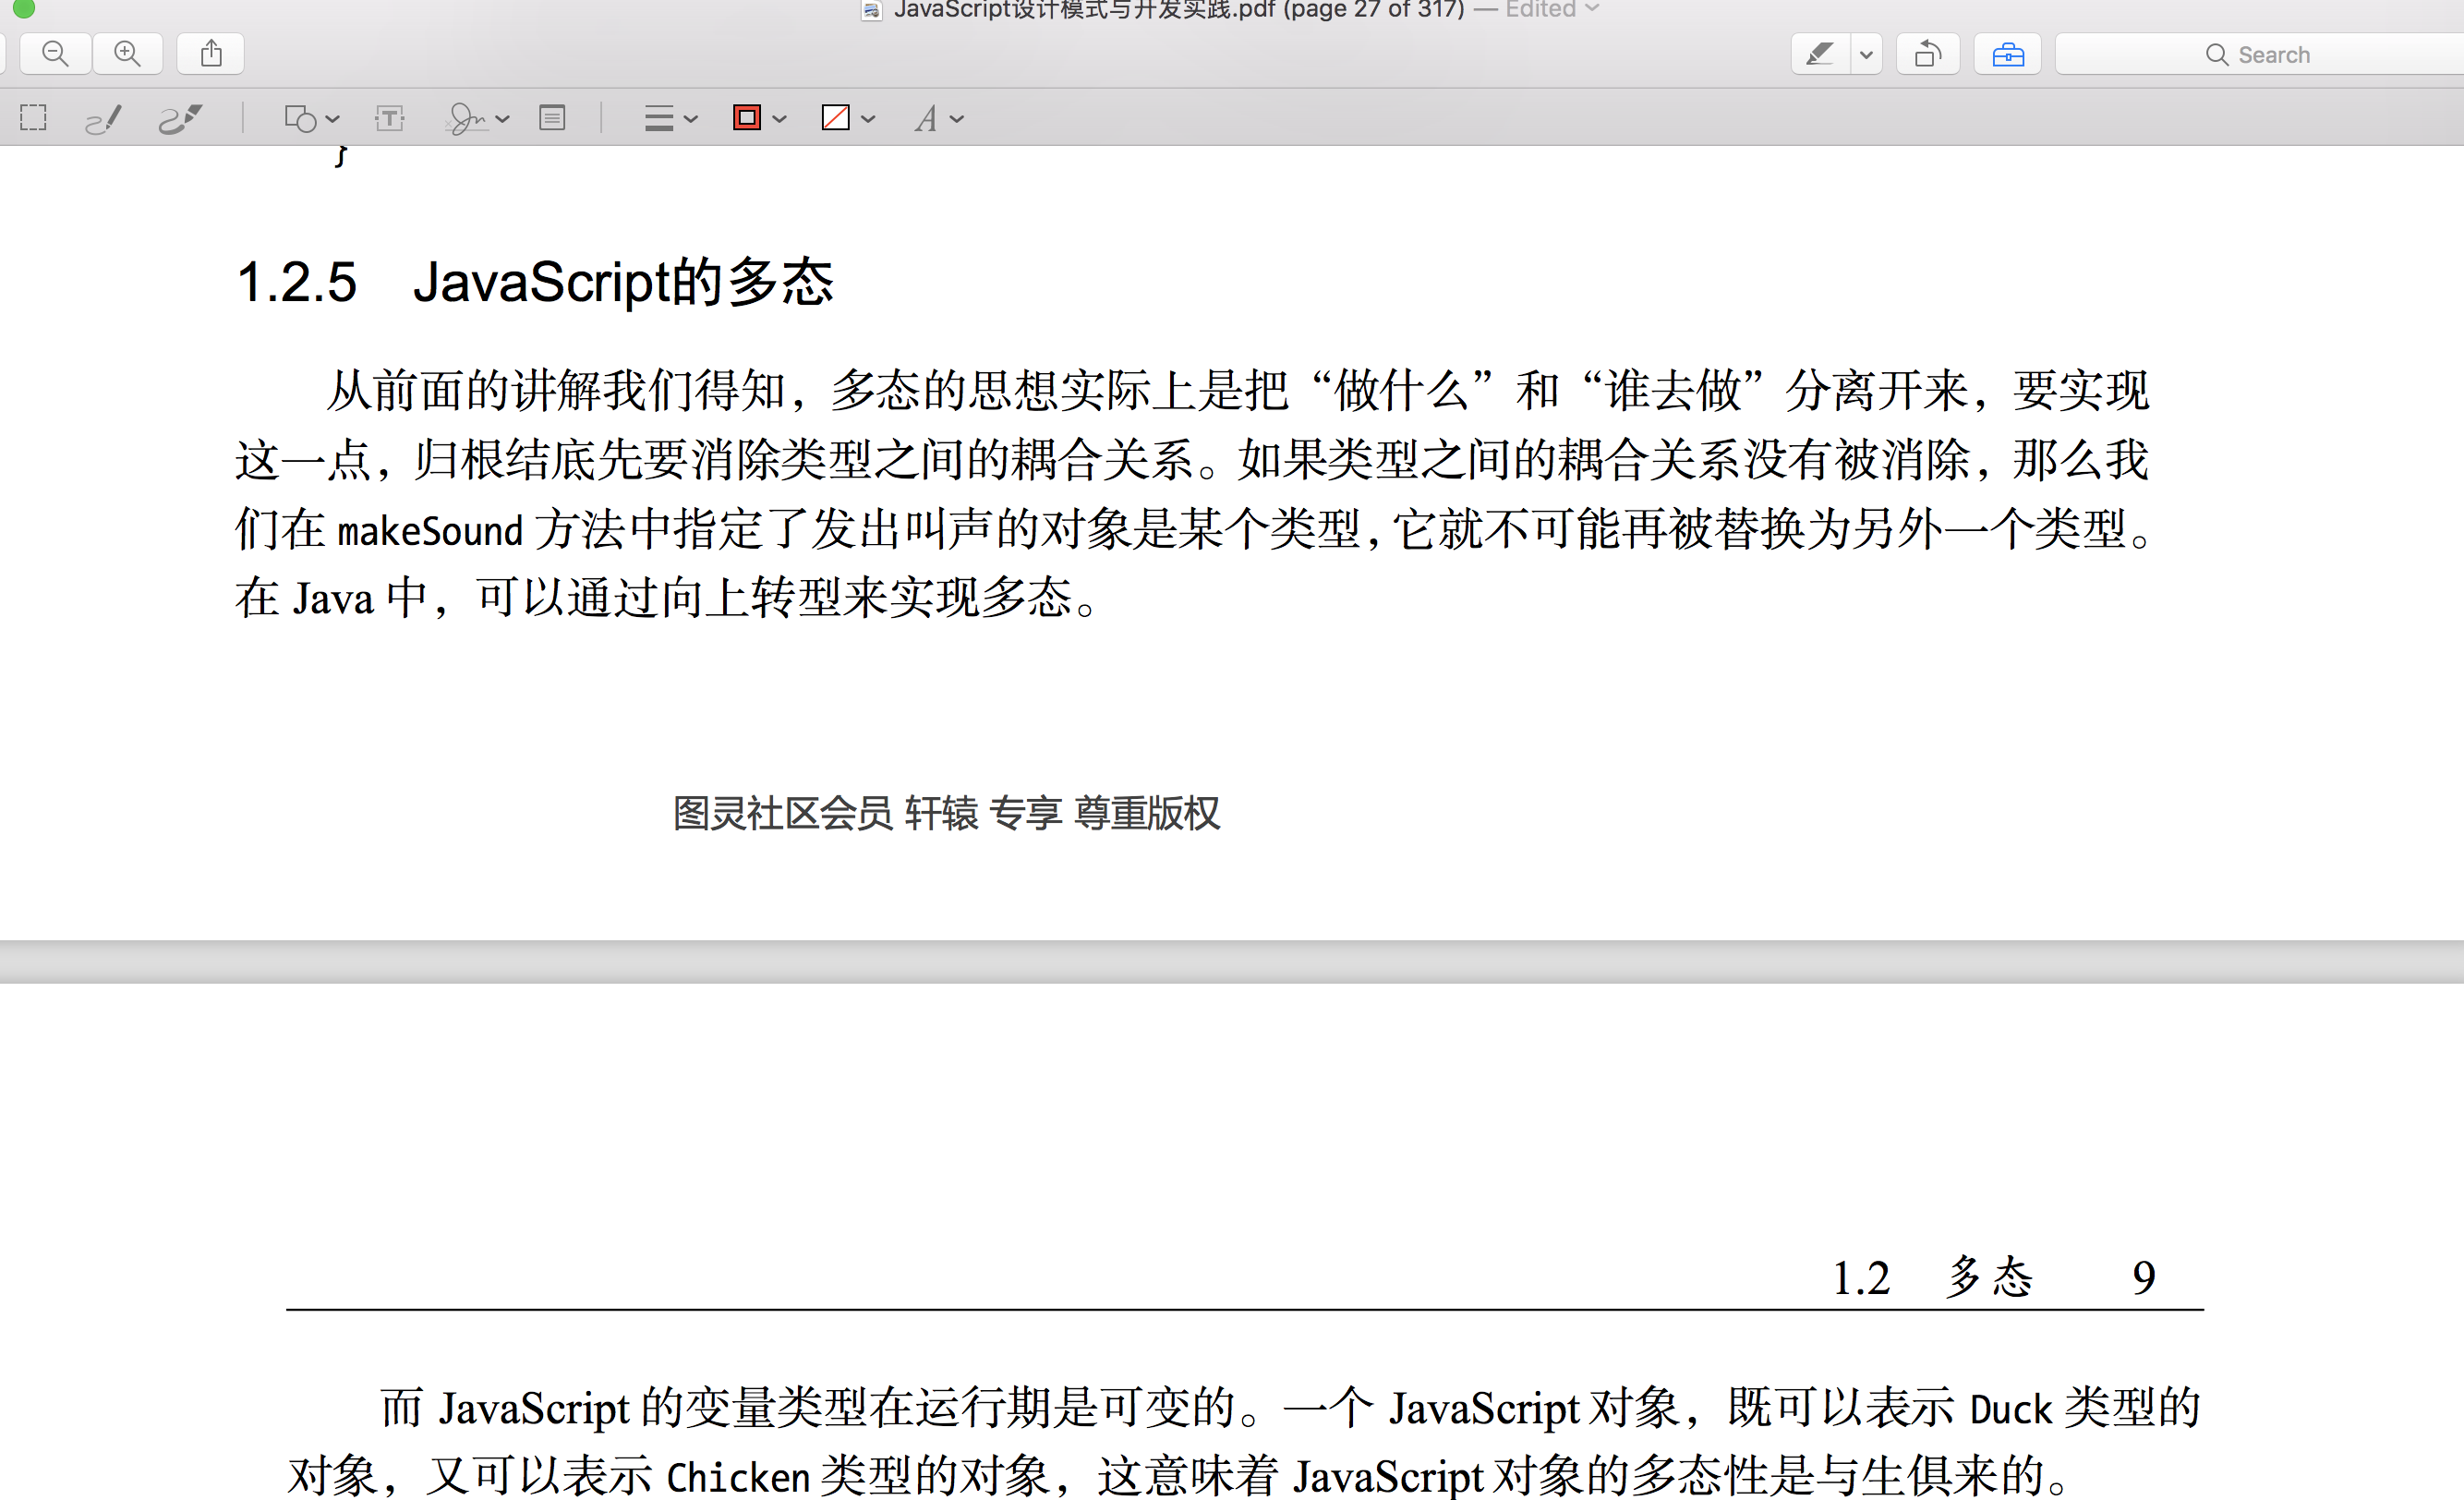 JavaScript设计模式与开发实践.pdf (page 27 of 317) — Edited
Search
T
A
}
1.2.5 JavaScript的多态
从前面的讲解我们得知，多态的思想实际上是把“做什么”和“谁去做”分离开来，要实现
这一点，归根结底先要消除类型之间的耦合关系。如果类型之间的耦合关系没有被消除，那么我
们在 makeSound 方法中指定了发出叫声的对象是某个类型，它就不可能再被替换为另外一个类型。
在 Java 中，可以通过向上转型来实现多态。
图灵社区会员 轩辕 专享 尊重版权
1.2 多态 9
而 JavaScript 的变量类型在运行期是可变的。一个 JavaScript 对象，既可以表示 Duck 类型的
对象，又可以表示 Chicken 类型的对象，这意味着 JavaScript 对象的多态性是与生俱来的。